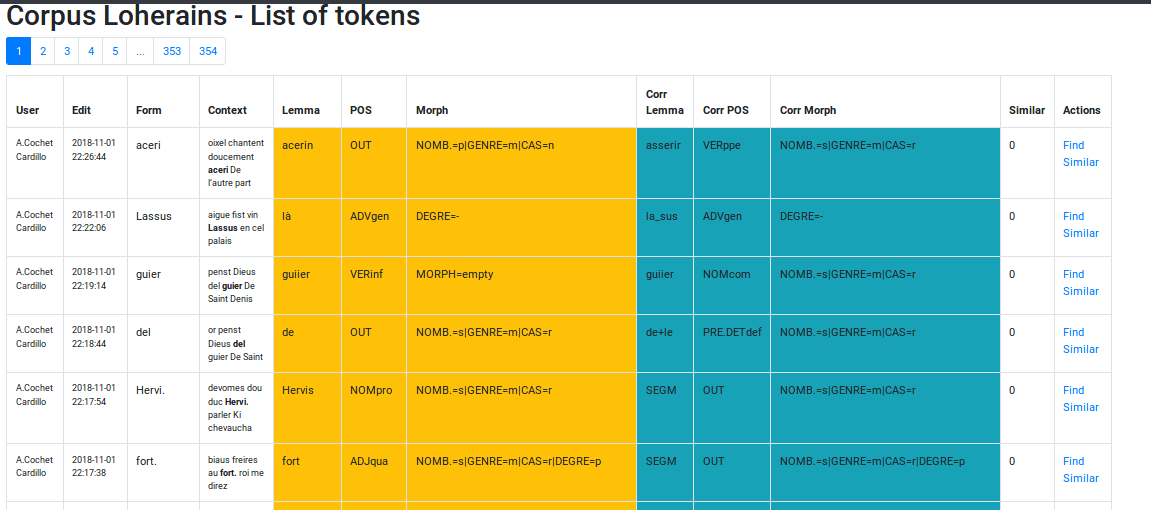 Corpus Loherains - List of tokens
1 2 3 4 5 ... 353 354
User Edit Form Context Lemma POS Morph Corr Lemma Corr POS Corr Morph Similar Actions
A.Cochet Cardillo 2018-11-01 22:26:44 aceri oixel chantent doucement aceri De l'autre part acerin OUT NOMB.=p|GENRE=m|CAS=n asserir VERppe NOMB.=s|GENRE=m|CAS=r 0 Find Similar
A.Cochet Cardillo 2018-11-01 22:22:06 Lassus aigue fist vin Lassus en cel palais là ADVgen DEGRE=- la_sus ADVgen DEGRE=- 0 Find Similar
A.Cochet Cardillo 2018-11-01 22:19:14 guier penst Dieus del guier De Saint Denis guiier VERinf MORPH=empty guiier NOMcom NOMB.=s|GENRE=m|CAS=r 0 Find Similar
A.Cochet Cardillo 2018-11-01 22:18:44 del or penst Dieus del guier De Saint de OUT NOMB.=s|GENRE=m|CAS=r de+le PRE.DETdef NOMB.=s|GENRE=m|CAS=r 0 Find Similar
A.Cochet Cardillo 2018-11-01 22:17:54 Hervi. devomes dou duc Hervi. parler Ki chevaucha Hervis NOMpro NOMB.=s|GENRE=m|CAS=r SEGM OUT NOMB.=s|GENRE=m|CAS=r 0 Find Similar
A.Cochet Cardillo 2018-11-01 22:17:38 fort. biaus freires au fort. roi me direz fort ADJqua NOMB.=s|GENRE=m|CAS=r|DEGRE=p SEGM OUT NOMB.=s|GENRE=m|CAS=r|DEGRE=p 0 Find Similar